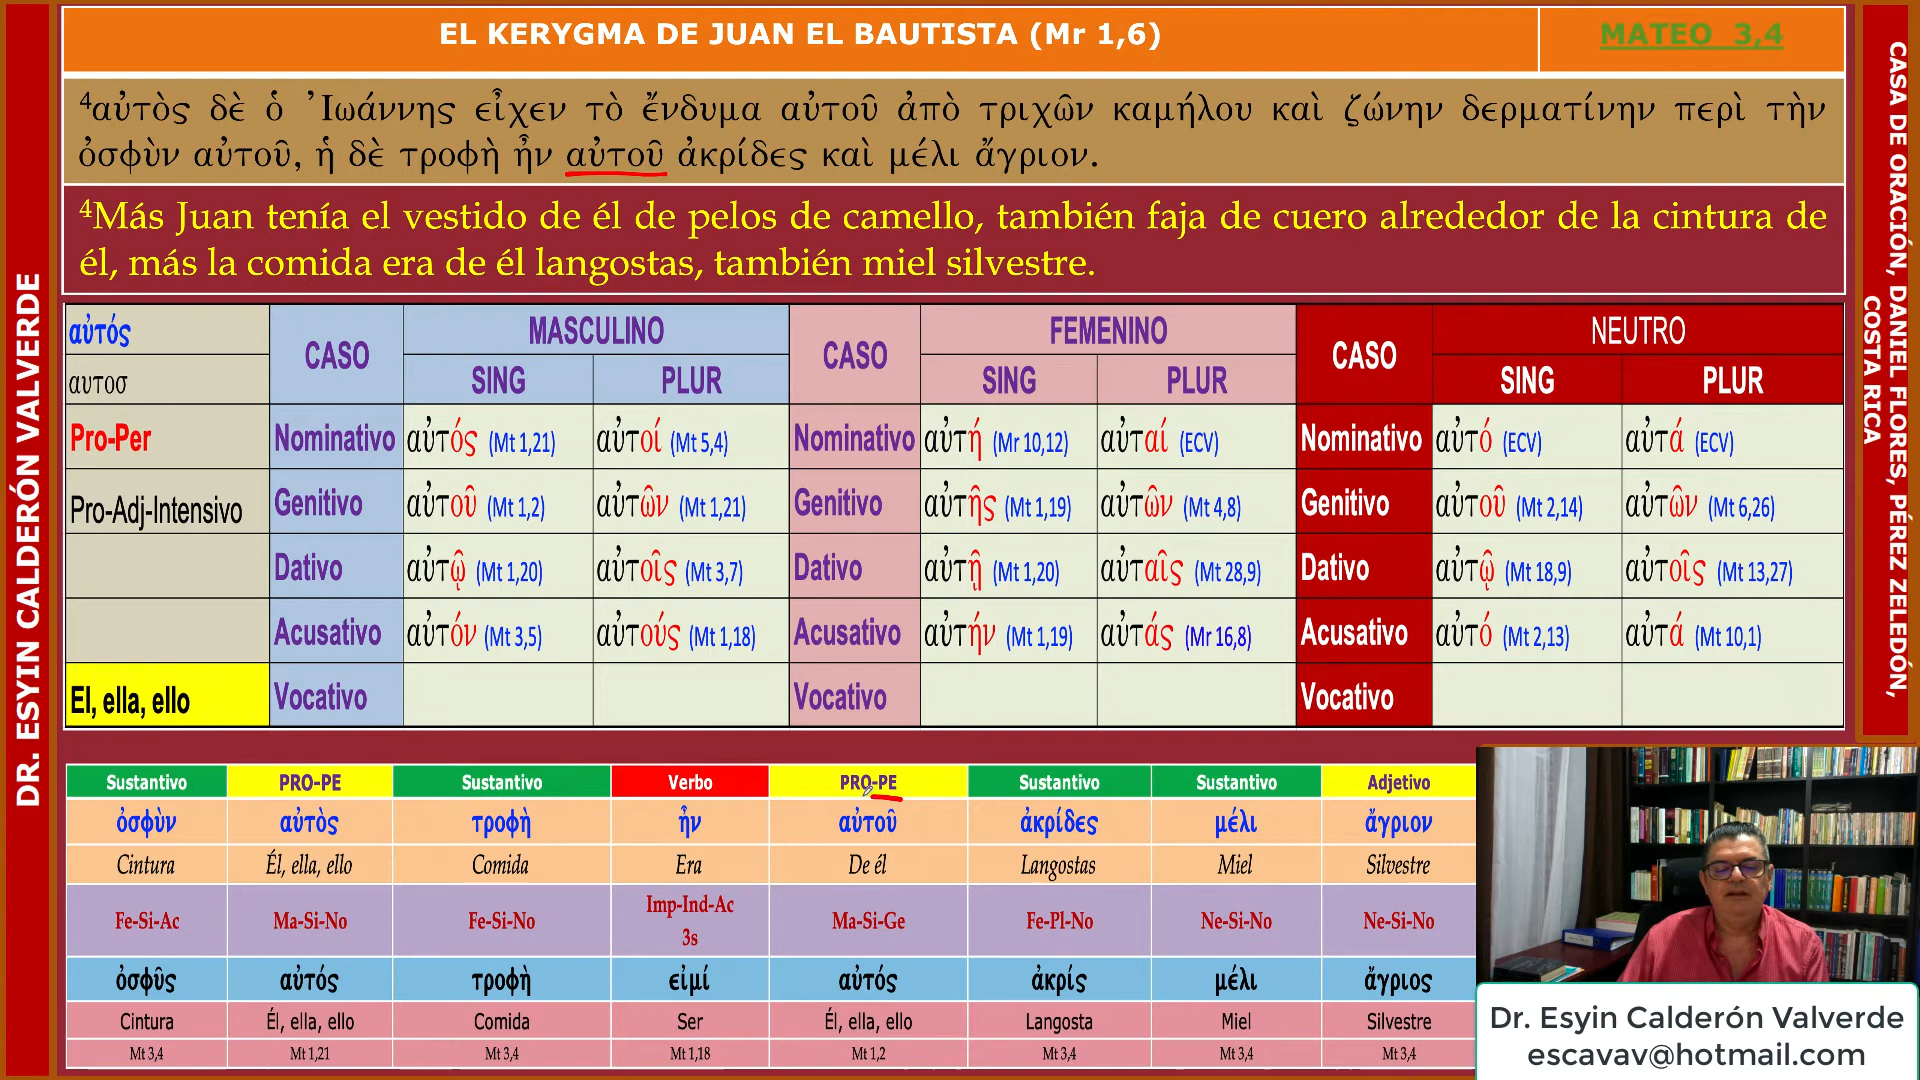 EL KERYGMA DE JUAN EL BAUTISTA (Mr 1,6)
MATEO 3,4
⁴αὐτὸς δὲ ὁ Ἰωάννης εἶχεν τὸ ἔνδυμα αὐτοῦ ἀπὸ τριχῶν καμήλου καὶ ζώνην δερματίνην περὶ τὴν
ὀσφὺν αὐτοῦ, ἡ δὲ τροφὴ ἦν αὐτοῦ ἀκρίδες καὶ μέλι ἄγριον.
⁴Más Juan tenía el vestido de él de pelos de camello, también faja de cuero alrededor de la cintura de
él, más la comida era de él langostas, también miel silvestre.
αὐτός CASO MASCULINO CASO FEMENINO CASO NEUTRO
αυτοσ SING PLUR SING PLUR SING PLUR
Pro-Per Nominativo αὐτός (Mt 1,21) αὐτοί (Mt 5,4) Nominativo αὐτή (Mr 10,12) αὐταί (ECV) Nominativo αὐτό (ECV) αὐτά (ECV)
Pro-Adj-Intensivo Genitivo αὐτοῦ (Mt 1,2) αὐτῶν (Mt 1,21) Genitivo αὐτῆς (Mt 1,19) αὐτῶν (Mt 4,8) Genitivo αὐτοῦ (Mt 2,14) αὐτῶν (Mt 6,26)
Dativo αὐτῷ (Mt 1,20) αὐτοῖς (Mt 3,7) Dativo αὐτῇ (Mt 1,20) αὐταῖς (Mt 28,9) Dativo αὐτῷ (Mt 18,9) αὐτοῖς (Mt 13,27)
Acusativo αὐτόν (Mt 3,5) αὐτούς (Mt 1,18) Acusativo αὐτήν (Mt 1,19) αὐτάς (Mr 16,8) Acusativo αὐτό (Mt 2,13) αὐτά (Mt 10,1)
El, ella, ello Vocativo Vocativo Vocativo
Sustantivo PRO-PE Sustantivo Verbo PRO-PE Sustantivo Sustantivo Adjetivo
ὀσφὺν αὐτὸς τροφὴ ἦν αὐτοῦ ἀκρίδες μέλι ἄγριον
Cintura Él, ella, ello Comida Era De él Langostas Miel Silvestre
Fe-Si-Ac Ma-Si-No Fe-Si-No Imp-Ind-Ac 3s Ma-Si-Ge Fe-Pl-No Ne-Si-No Ne-Si-No
ὀσφῦς αὐτός τροφὴ εἰμί αὐτός ἀκρίς μέλι ἄγριος
Cintura Él, ella, ello Comida Ser Él, ella, ello Langosta Miel Silvestre
Mt 3,4 Mt 1,21 Mt 3,4 Mt 1,18 Mt 1,2 Mt 3,4 Mt 3,4 Mt 3,4
DR. ESYIN CALDERÓN VALVERDE
CASA DE ORACIÓN, DANIEL FLORES, PÉREZ ZELEDÓN,
COSTA RICA
Dr. Esyin Calderón Valverde
escavav@hotmail.com